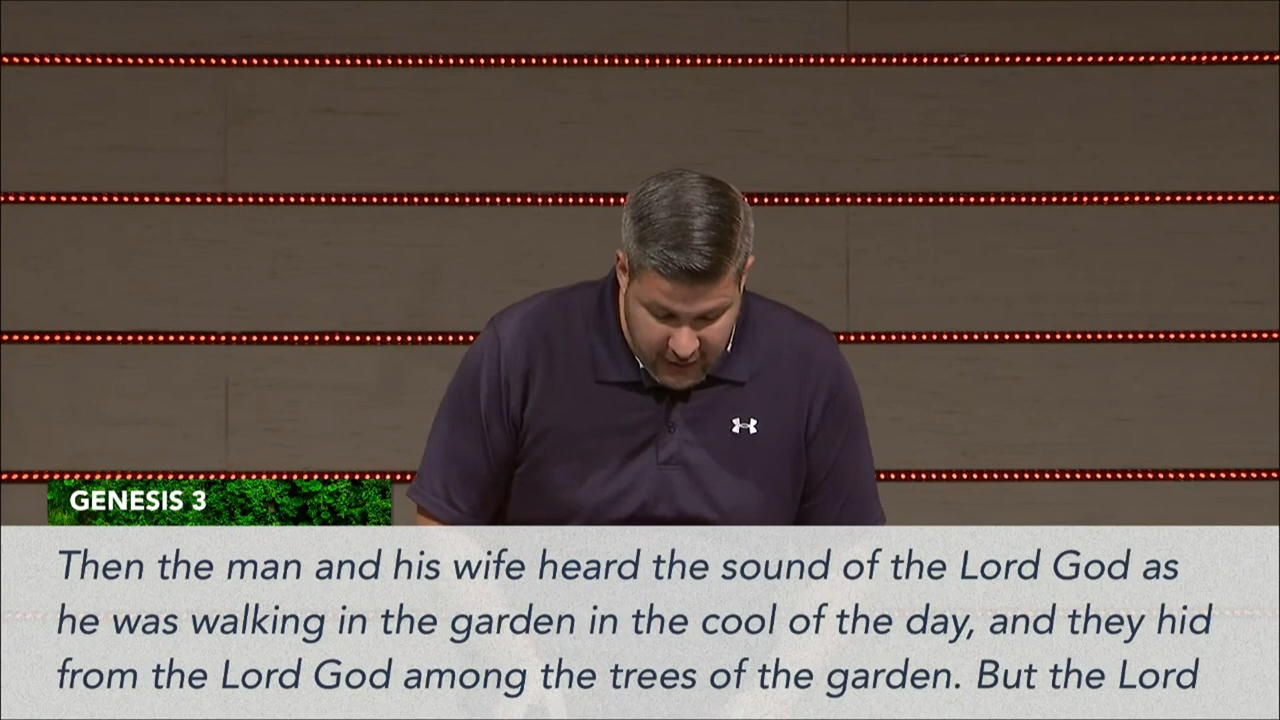 GENESIS 3
Then the man and his wife heard the sound of the Lord God as
he was walking in the garden in the cool of the day, and they hid
from the Lord God among the trees of the garden. But the Lord